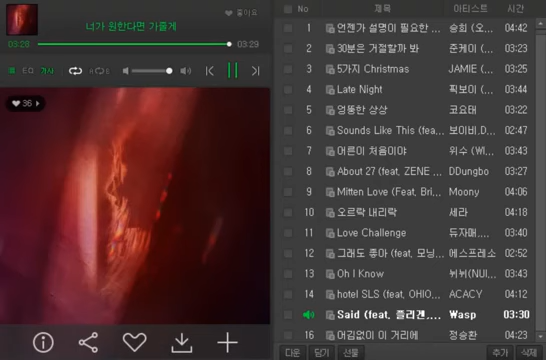 좋아요
너가 원한다면 가줄게
03:28 03:29
EQ 가사 A B
36
No 제목 아티스트 시간
1 언젠가 설명이 필요한 ... 승희 (오... 04:42
2 30분은 거절할까 봐 준케이 (... 03:23
3 5가지 Christmas JAMIE (... 03:25
4 Late Night 픽보이 (... 03:44
5 엉뚱한 상상 코요태 03:22
6 Sounds Like This (fea... 보이비,D... 02:47
7 어른이 처음이야 위수 (WI... 03:43
8 About 27 (feat, ZENE ... DDungbo 03:27
9 Mitten Love (Feat, Bri... Moony 04:06
10 오르락 내리락 세라 04:18
11 Love Challenge 듀자매,... 03:40
12 그래도 좋아 (feat, 모닝... 에스프레소 02:52
13 Oh I Know 뉘뉘(NUI... 03:43
14 hotel SLS (feat, OHIO,... ACACY 04:12
Said (feat, 플리겐,... Wasp 03:30
16 어김없이 이 거리에 정승환 04:23
다운 담기 선물 추가 삭제